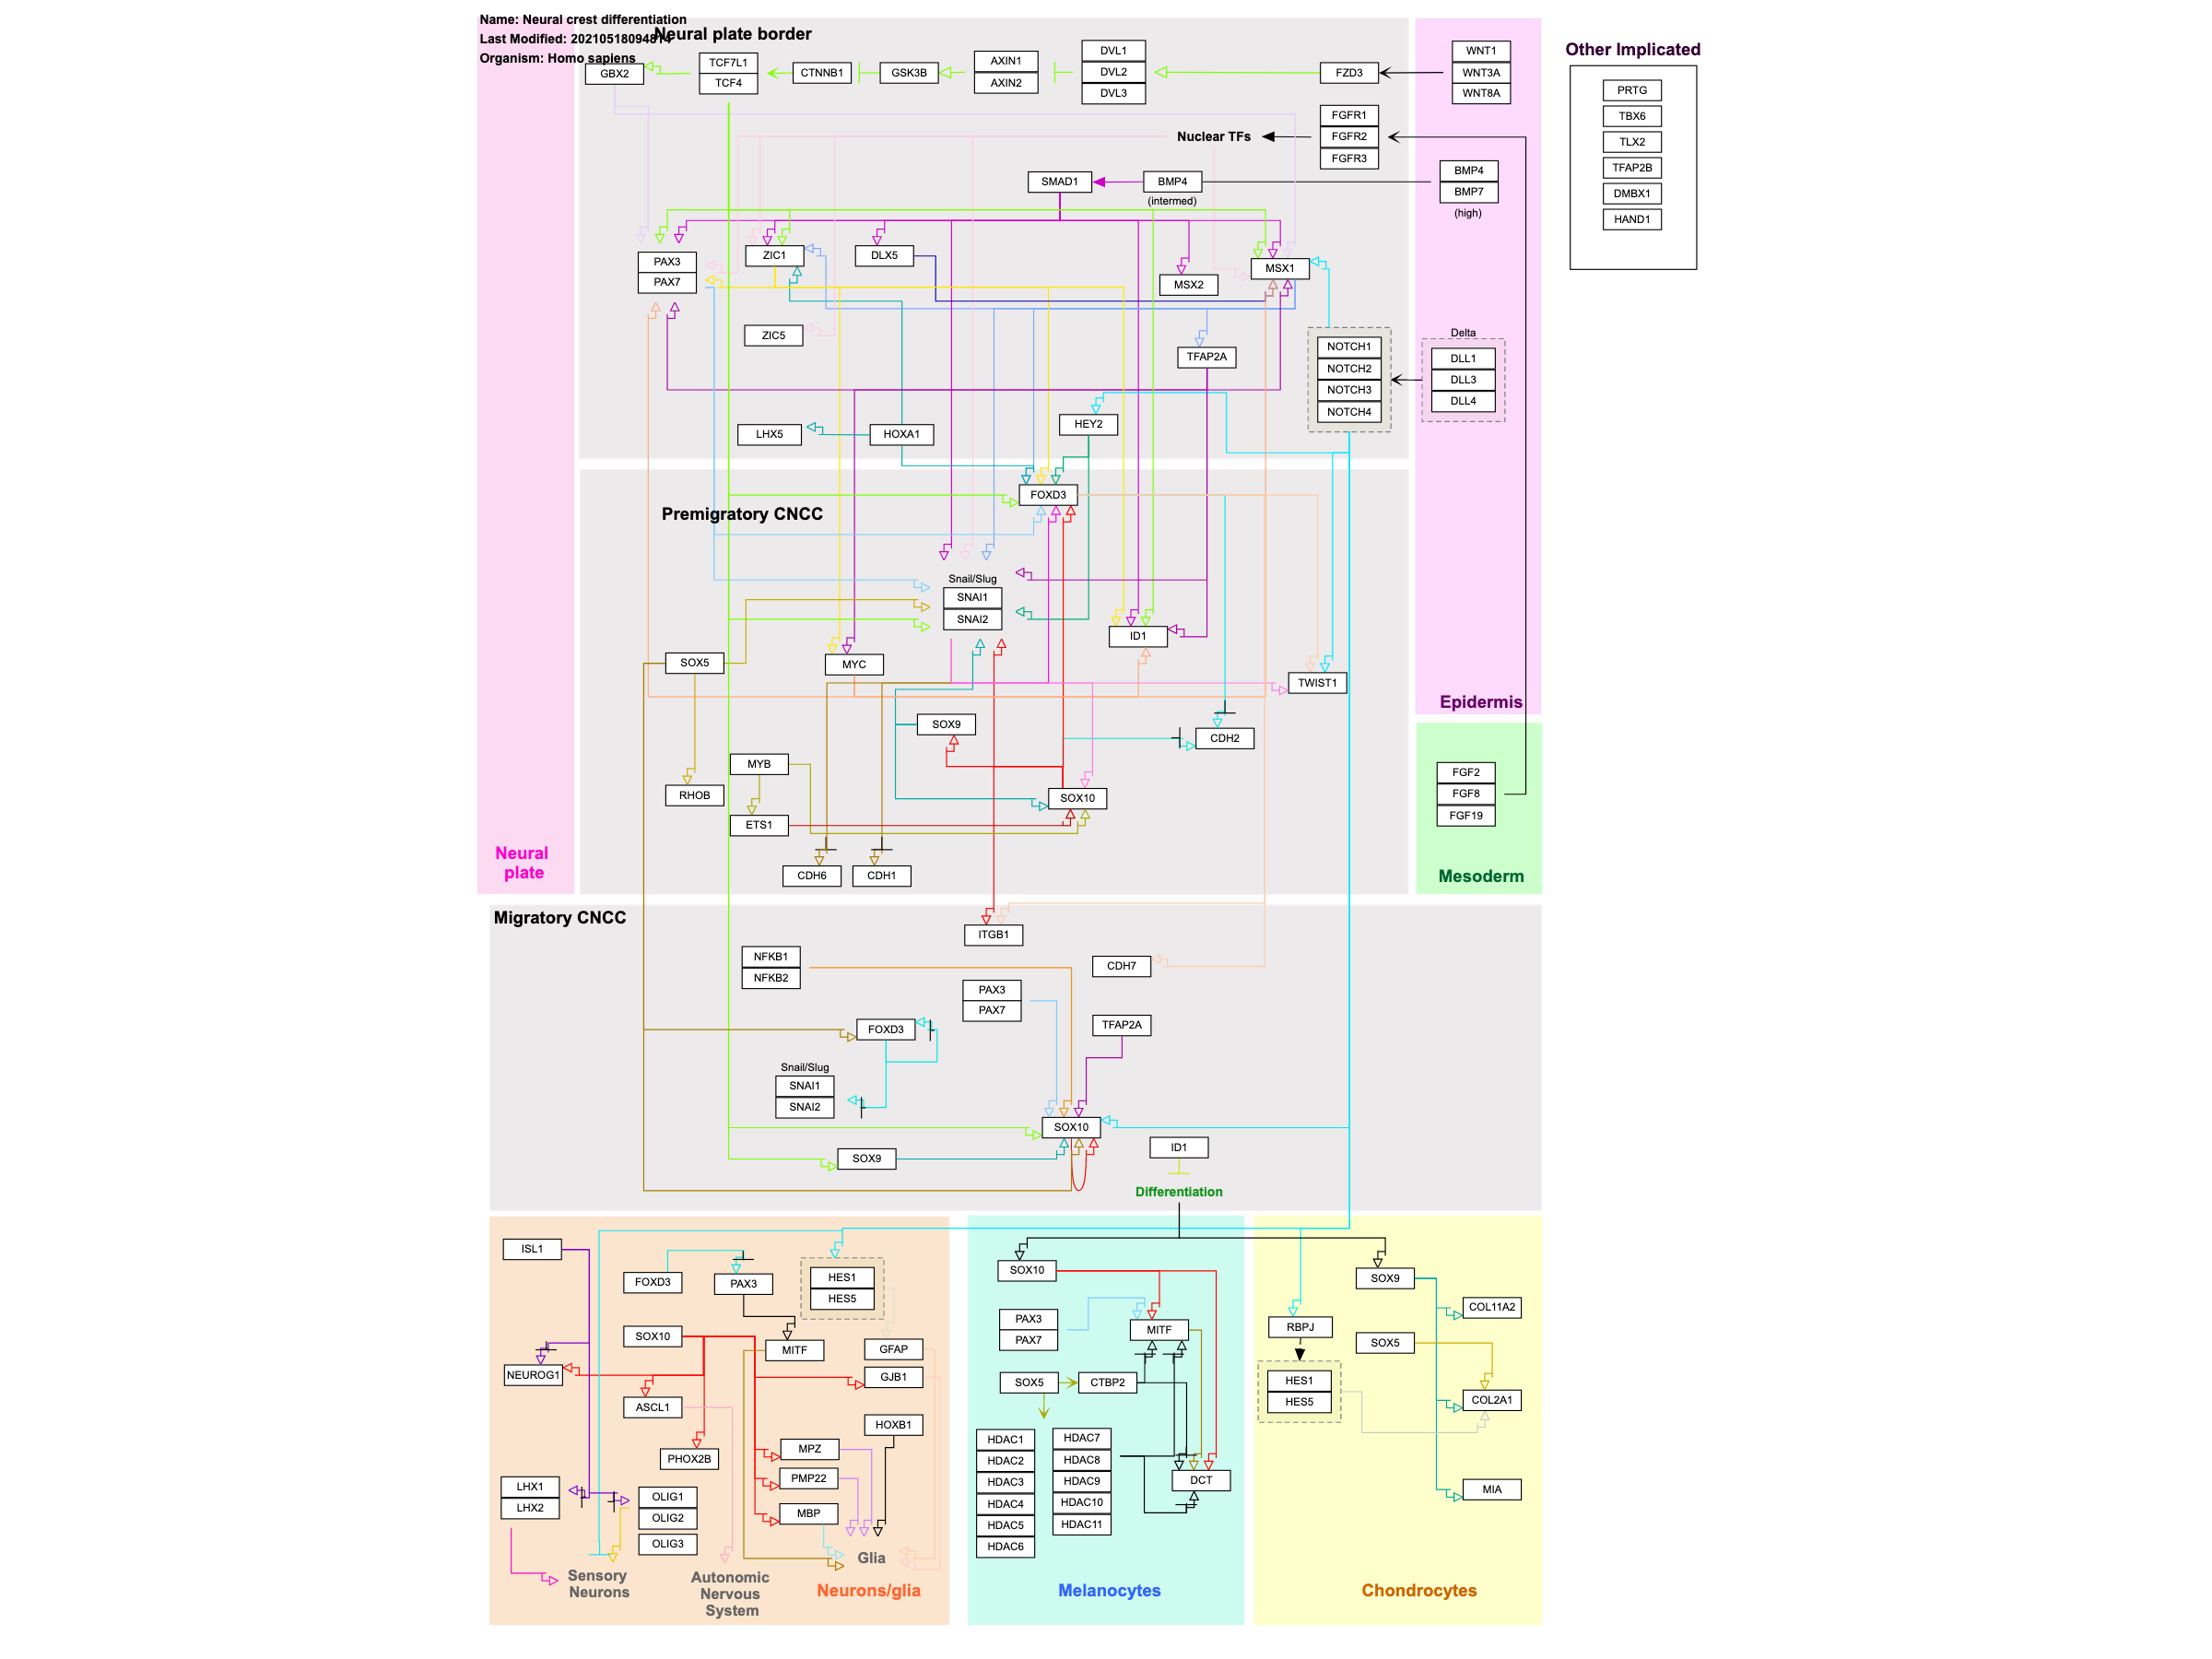 Name: Neural crest differentiation
Last Modified: 20210518094814
Organism: Homo sapiens
Neural plate border
GBX2
TCF7L1
TCF4
CTNNB1
GSK3B
AXIN1
AXIN2
DVL1
DVL2
DVL3
FZD3
WNT1
WNT3A
WNT8A
Other Implicated
PRTG
TBX6
TLX2
TFAP2B
DMBX1
HAND1
Nuclear TFs
FGFR1
FGFR2
FGFR3
SMAD1
BMP4
(intermed)
BMP4
BMP7
(high)
PAX3
PAX7
ZIC1
DLX5
MSX2
MSX1
ZIC5
TFAP2A
NOTCH1
NOTCH2
NOTCH3
NOTCH4
Delta
DLL1
DLL3
DLL4
LHX5
HOXA1
HEY2
FOXD3
Premigratory CNCC
Snail/Slug
SNAI1
SNAI2
ID1
SOX5
MYC
TWIST1
Epidermis
SOX9
CDH2
MYB
RHOB
SOX10
ETS1
CDH6
CDH1
FGF2
FGF8
FGF19
Mesoderm
Neural
plate
Migratory CNCC
ITGB1
NFKB1
NFKB2
CDH7
PAX3
PAX7
FOXD3
TFAP2A
Snail/Slug
SNAI1
SNAI2
SOX10
SOX9
ID1
Differentiation
ISL1
FOXD3
PAX3
HES1
HES5
SOX10
MITF
GFAP
NEUROG1
GJB1
ASCL1
HOXB1
PHOX2B
MPZ
PMP22
MBP
LHX1
LHX2
OLIG1
OLIG2
OLIG3
Glia
Sensory
Neurons
Autonomic
Nervous
System
Neurons/glia
SOX10
PAX3
PAX7
MITF
SOX5
CTBP2
HDAC1
HDAC2
HDAC3
HDAC4
HDAC5
HDAC6
HDAC7
HDAC8
HDAC9
HDAC10
HDAC11
DCT
Melanocytes
SOX9
COL11A2
RBPJ
SOX5
HES1
HES5
COL2A1
MIA
Chondrocytes